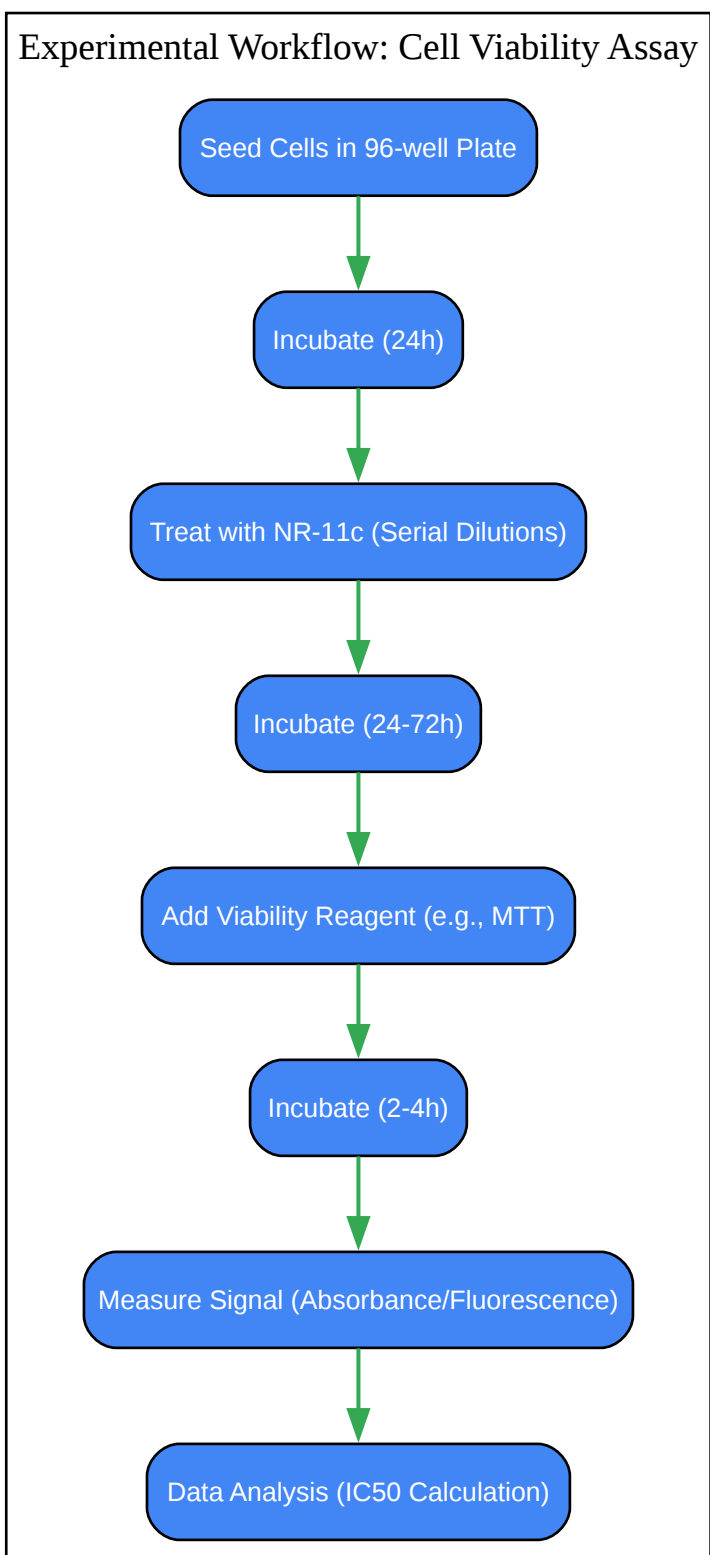 Experimental Workflow: Cell Viability Assay
Seed Cells in 96-well Plate
Incubate (24h)
Treat with NR-11c (Serial Dilutions)
Incubate (24-72h)
Add Viability Reagent (e.g., MTT)
Incubate (2-4h)
Measure Signal (Absorbance/Fluorescence)
Data Analysis (IC50 Calculation)